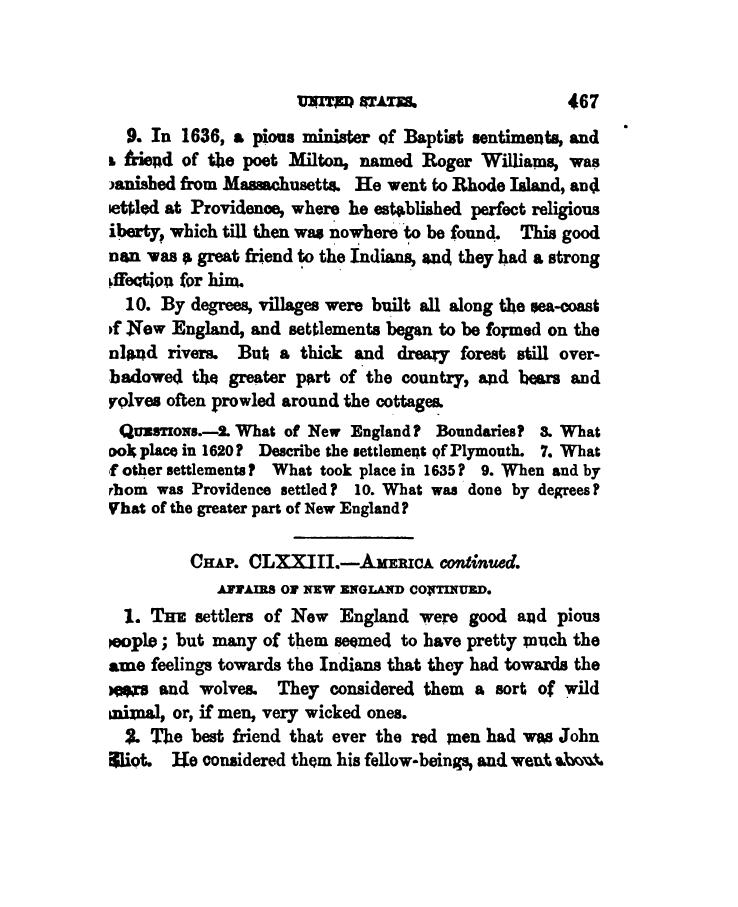 UNITED STATES. 467
9. In 1636, a pious minister of Baptist sentiments, and
a friend of the poet Milton, named Roger Williams, was
banished from Massachusetts. He went to Rhode Island, and
settled at Providence, where he established perfect religious
liberty, which till then was nowhere to be found. This good
man was a great friend to the Indians, and they had a strong
affection for him.
10. By degrees, villages were built all along the sea-coast
of New England, and settlements began to be formed on the
inland rivers. But a thick and dreary forest still over-
shadowed the greater part of the country, and bears and
wolves often prowled around the cottages.
QUESTIONS.—2. What of New England? Boundaries? 3. What
took place in 1620? Describe the settlement of Plymouth. 7. What
of other settlements? What took place in 1635? 9. When and by
whom was Providence settled? 10. What was done by degrees?
What of the greater part of New England?
CHAP. CLXXIII.—AMERICA continued.
AFFAIRS OF NEW ENGLAND CONTINUED.
1. THE settlers of New England were good and pious
people; but many of them seemed to have pretty much the
same feelings towards the Indians that they had towards the
bears and wolves. They considered them a sort of wild
animal, or, if men, very wicked ones.
2. The best friend that ever the red men had was John
Eliot. He considered them his fellow-beings, and went about